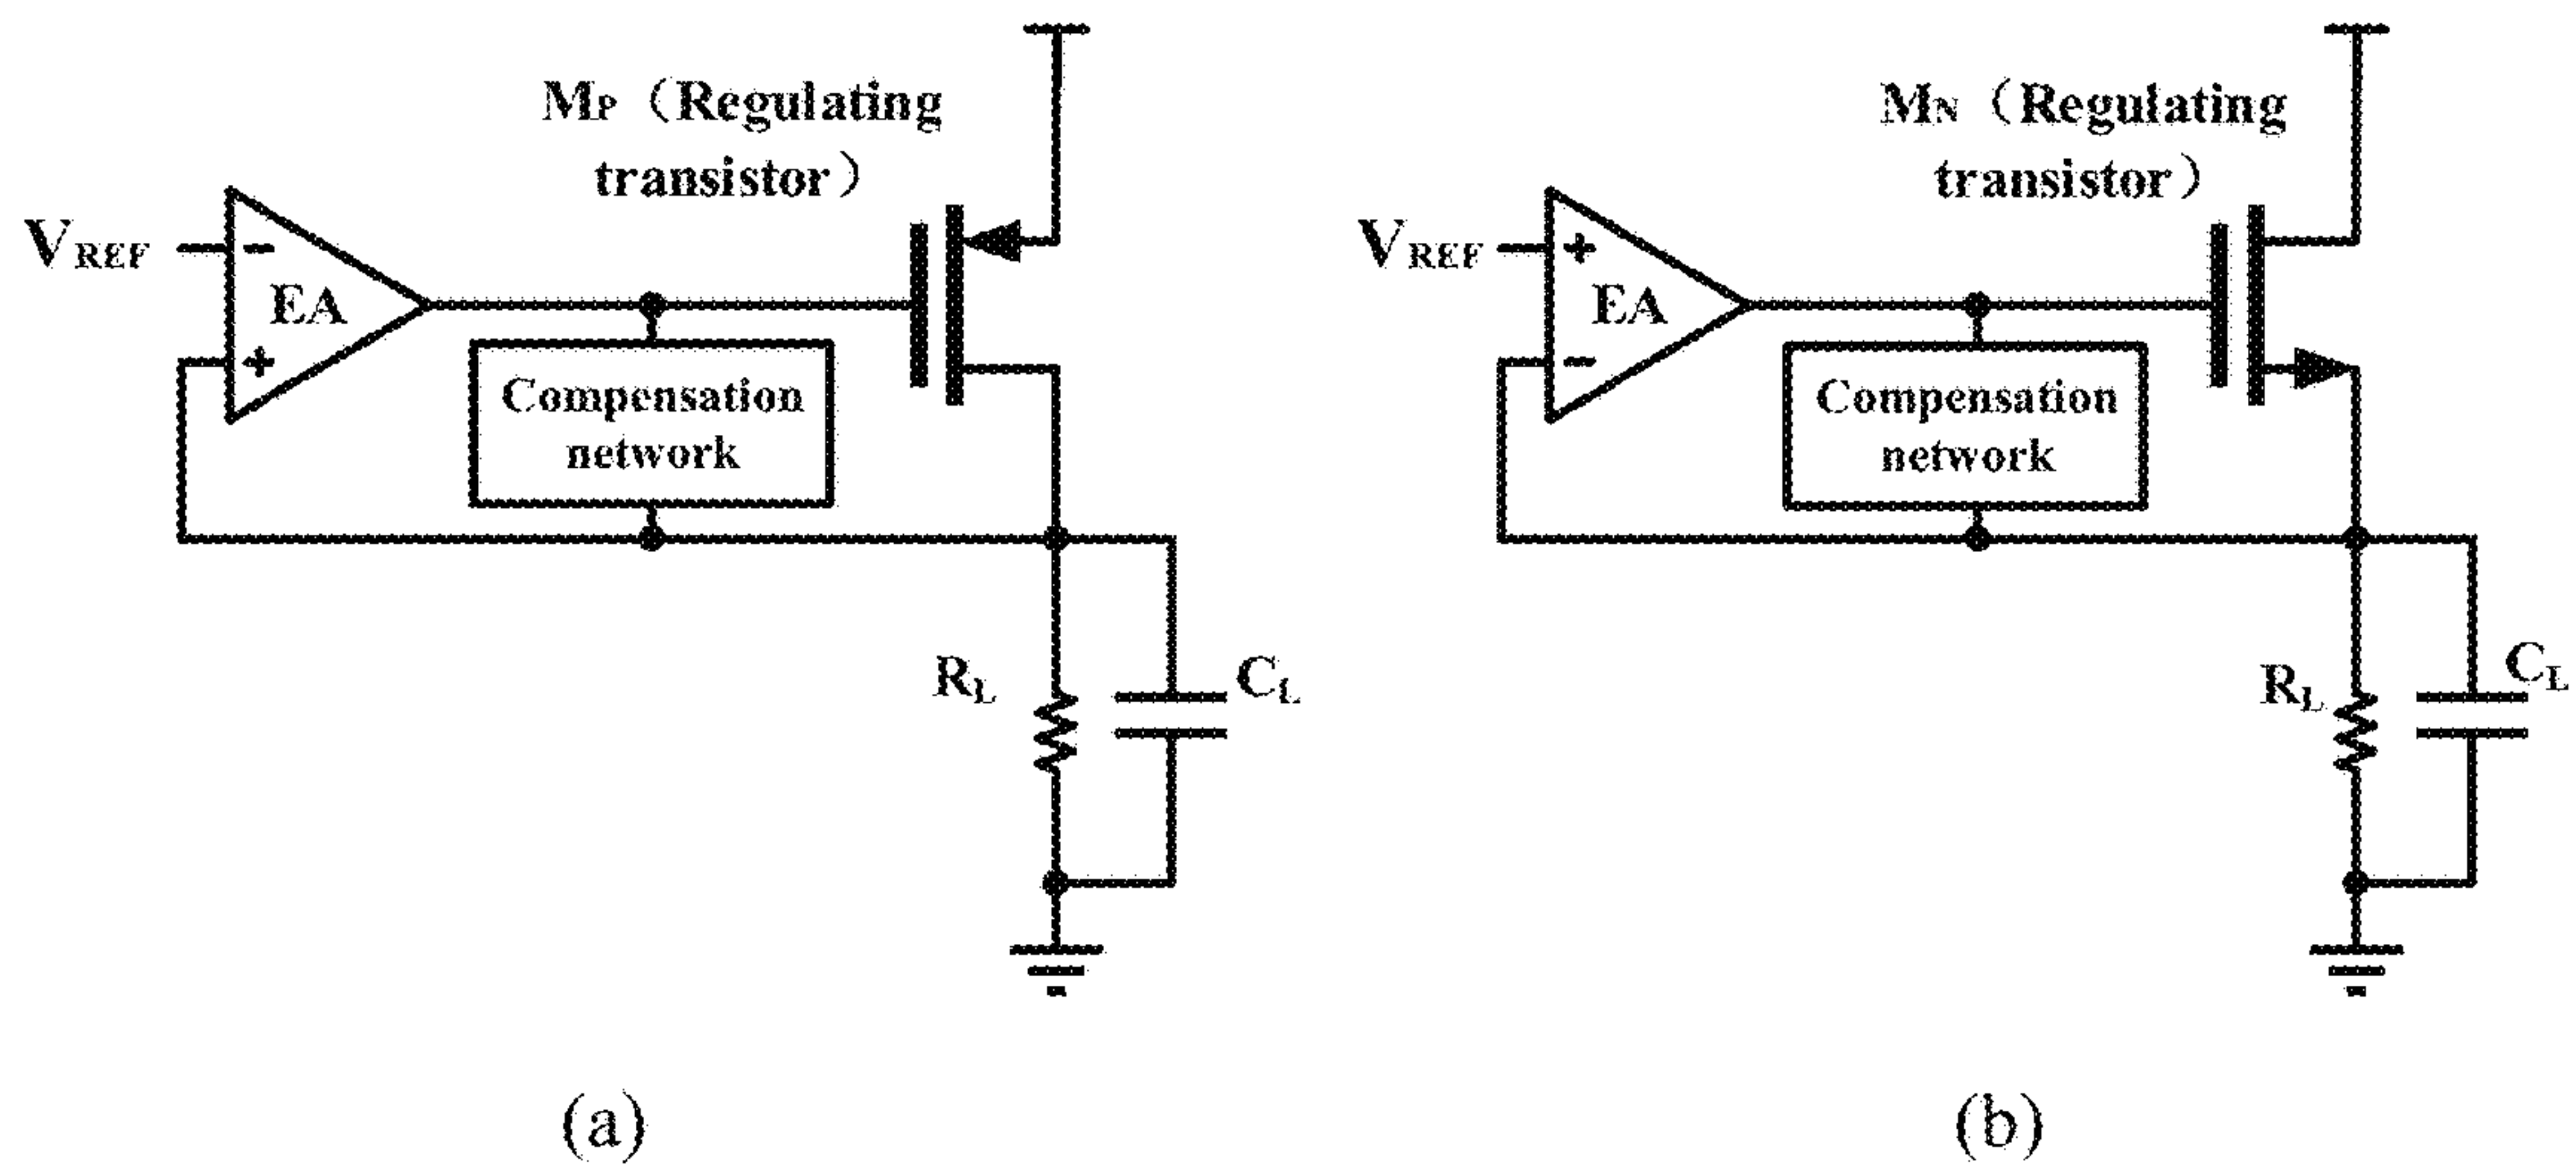 MP（Regulating
transistor）
VREF
-
EA
+
Compensation
network
RL
CL
(a)
MN（Regulating
transistor）
VREF
+
EA
-
Compensation
network
RL
CL
(b)